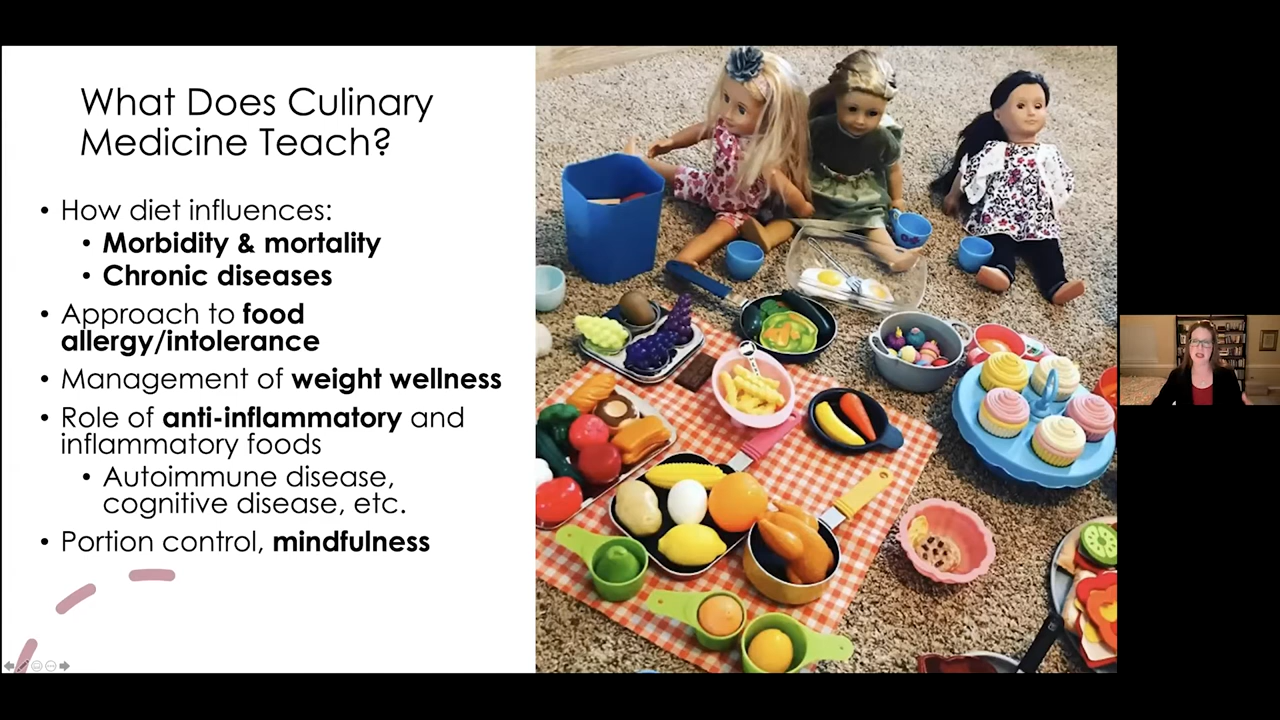 What Does Culinary
Medicine Teach?
• How diet influences:
• Morbidity & mortality
• Chronic diseases
• Approach to food
allergy/intolerance
• Management of weight wellness
• Role of anti-inflammatory and
inflammatory foods
• Autoimmune disease,
cognitive disease, etc.
• Portion control, mindfulness